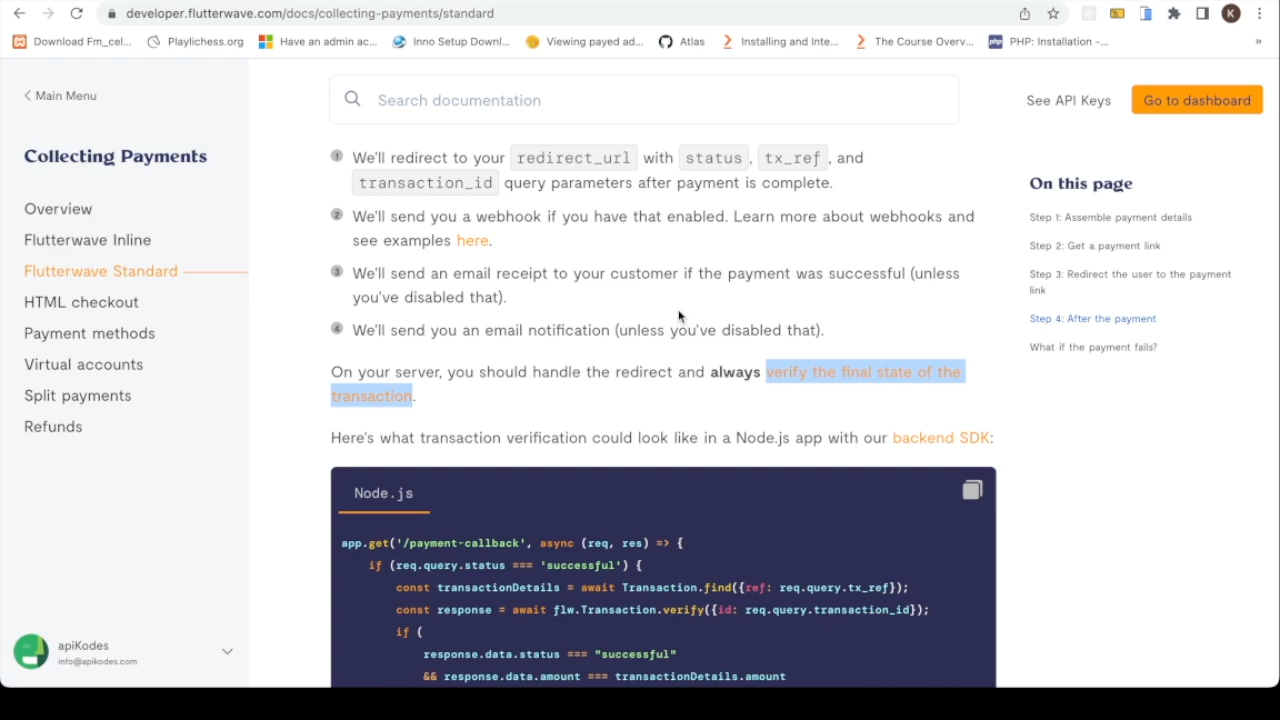 developer.flutterwave.com/docs/collecting-payments/standard
K
Download Fm_cel...
Playlichess.org
Have an admin ac...
Inno Setup Downl...
Viewing payed ad...
Atlas
Installing and Inte...
The Course Overv...
php
PHP: Installation -...
»
Main Menu
Search documentation
See API Keys
Go to dashboard
Collecting Payments
Overview
Flutterwave Inline
Flutterwave Standard
HTML checkout
Payment methods
Virtual accounts
Split payments
Refunds
apiKodes
info@apikodes.com
1 We'll redirect to your redirect_url with status, tx_ref, and
transaction_id query parameters after payment is complete.
2 We'll send you a webhook if you have that enabled. Learn more about webhooks and
see examples here.
3 We'll send an email receipt to your customer if the payment was successful (unless
you've disabled that).
4 We'll send you an email notification (unless you've disabled that).
On your server, you should handle the redirect and always verify the final state of the
transaction.
Here's what transaction verification could look like in a Node.js app with our backend SDK:
Node.js
app.get('/payment-callback', async (req, res) => {
if (req.query.status === 'successful') {
const transactionDetails = await Transaction.find({ref: req.query.tx_ref});
const response = await flw.Transaction.verify({id: req.query.transaction_id});
if (
response.data.status === "successful"
&& response.data.amount === transactionDetails.amount
On this page
Step 1: Assemble payment details
Step 2: Get a payment link
Step 3: Redirect the user to the payment
link
Step 4: After the payment
What if the payment fails?